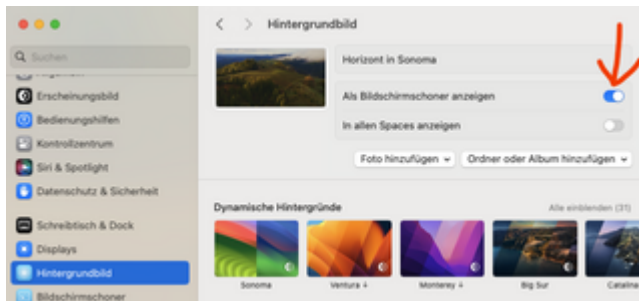 Hintergrundbild
Suchen
Horizont in Sonoma
Erscheinungsbild
Als Bildschirmschoner anzeigen
Bedienungshilfen
In allen Spaces anzeigen
Kontrollzentrum
Foto hinzufügen
Ordner oder Album hinzufügen
Siri & Spotlight
Datenschutz & Sicherheit
Dynamische Hintergründe
Alle einblenden (31)
Schreibtisch & Dock
Displays
Hintergrundbild
Sonoma
Ventura
Monterey
Big Sur
Catalina
Bildschirmschoner